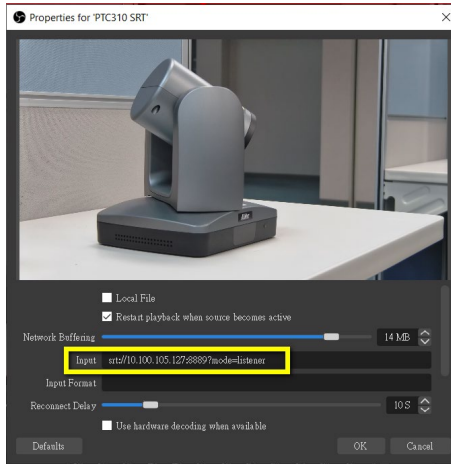 Properties for 'PTC310 SRT'
AVer
Local File
Restart playback when source becomes active
Network Buffering 14 MB
Input srt://10.100.105.127:8889?mode=listener
Input Format
Reconnect Delay 10 S
Use hardware decoding when available
Defaults OK Cancel